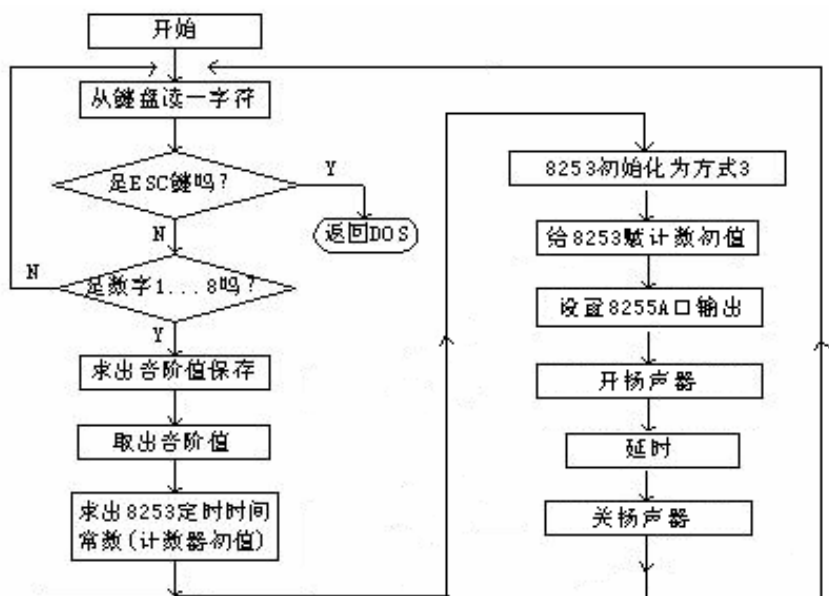 开始
从键盘读一字符
是ESC键吗?
Y
返回DOS
N
是数字1...8吗?
N
Y
求出音阶值保存
取出音阶值
求出8253定时时间
常数(计数器初值)
8253初始化为方式3
给8253赋计数初值
设置8255A口输出
开扬声器
延时
关扬声器